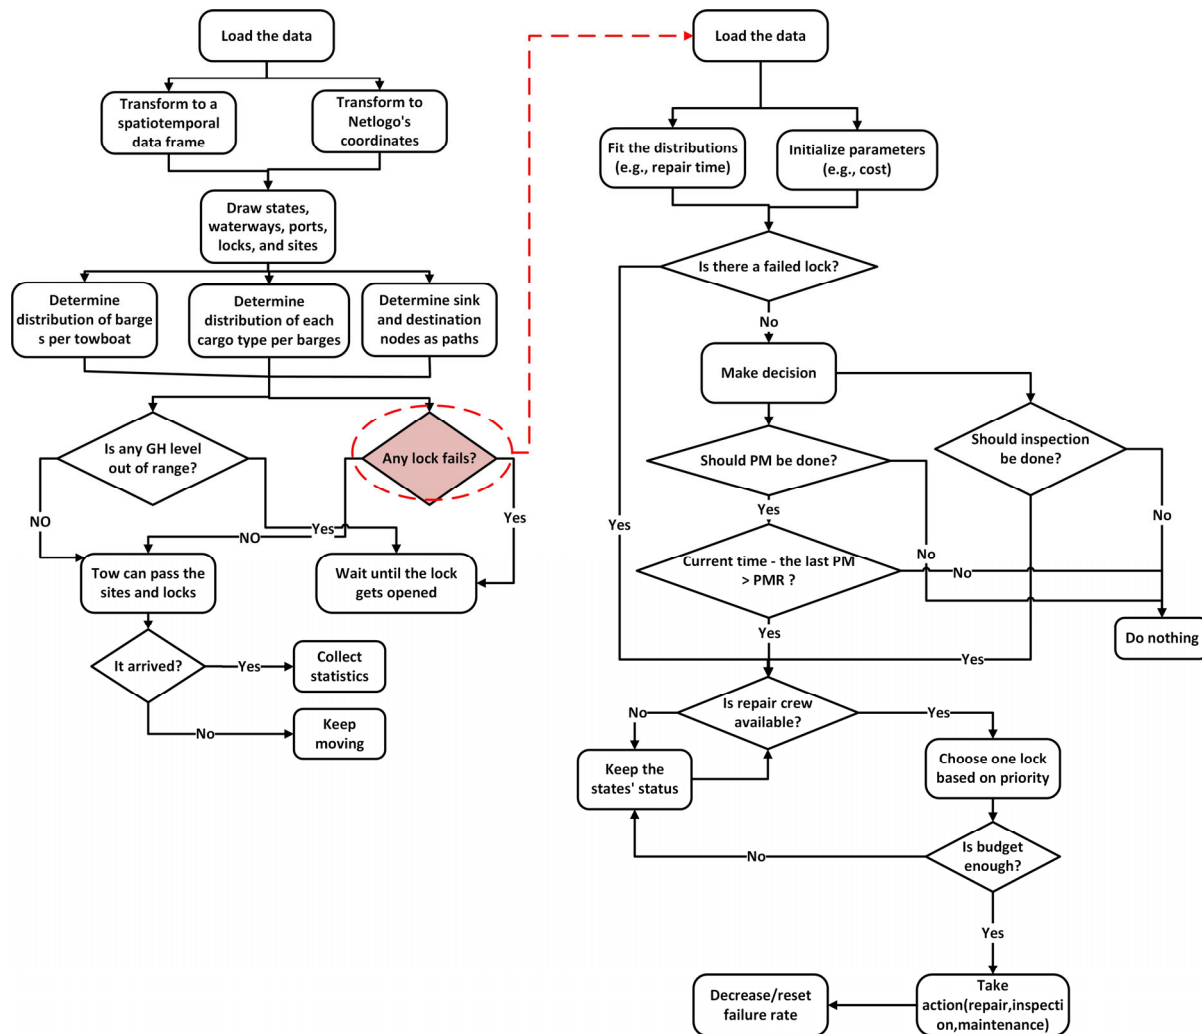 Load the data
Transform to a
spatiotemporal
data frame
Transform to
Netlogo's
coordinates
Draw states,
waterways, ports,
locks, and sites
Determine
distribution of barge
s per towboat
Determine
distribution of each
cargo type per barges
Determine sink
and destination
nodes as paths
Is any GH level
out of range?
Any lock fails?
NO
Yes
NO
Yes
Tow can pass the
sites and locks
Wait until the lock
gets opened
It arrived?
Yes
Collect
statistics
No
Keep
moving
Load the data
Fit the distributions
(e.g., repair time)
Initialize parameters
(e.g., cost)
Is there a failed lock?
No
Make decision
Should PM be done?
Should inspection
be done?
Yes
Yes
No
No
Current time - the last PM
> PMR ?
No
Yes
Do nothing
Yes
Is repair crew
available?
No
Yes
Keep the
states' status
Choose one lock
based on priority
Is budget
enough?
No
Yes
Take
action(repair,inspecti
on,maintenance)
Decrease/reset
failure rate